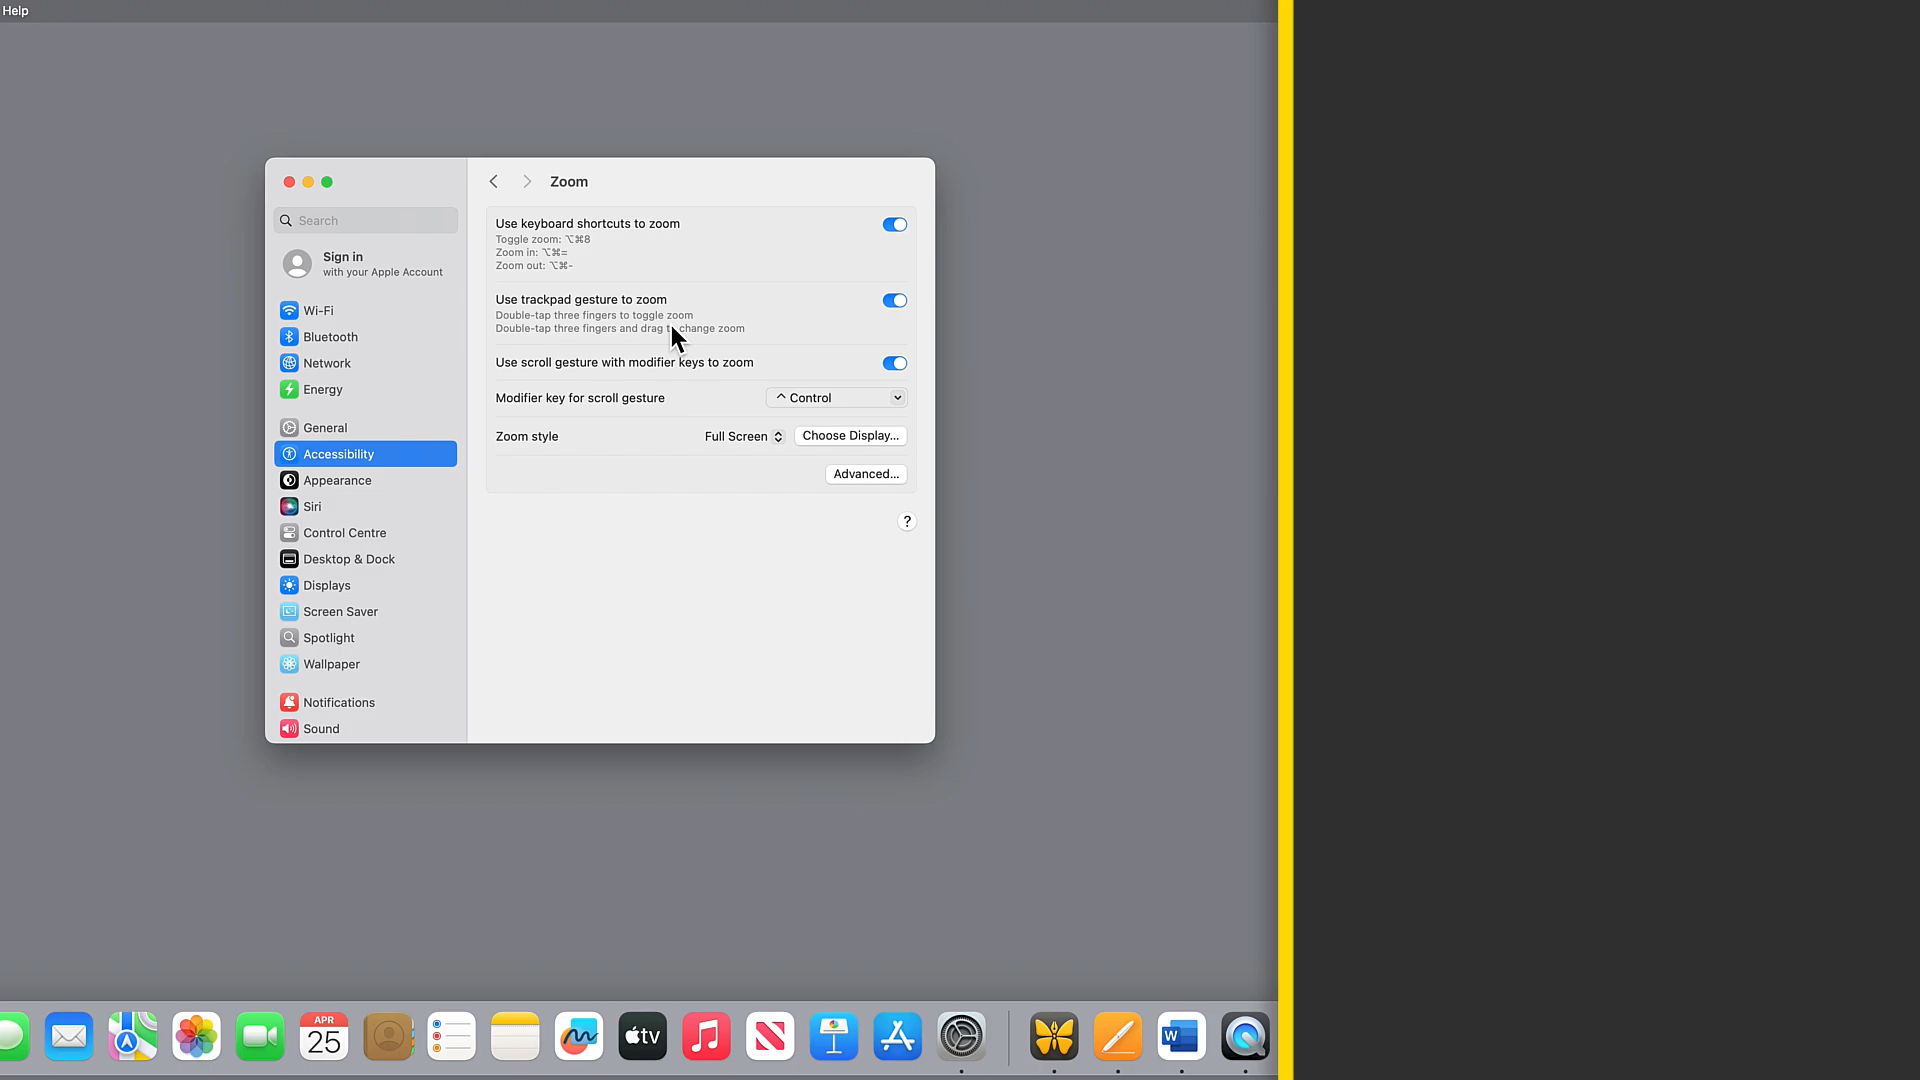 Help
Zoom
Search
Sign in
with your Apple Account
Wi-Fi
Bluetooth
Network
Energy
General
Accessibility
Appearance
Siri
Control Centre
Desktop & Dock
Displays
Screen Saver
Spotlight
Wallpaper
Notifications
Sound
Use keyboard shortcuts to zoom
Toggle zoom: ⌥⌘8
Zoom in: ⌥⌘=
Zoom out: ⌥⌘-
Use trackpad gesture to zoom
Double-tap three fingers to toggle zoom
Double-tap three fingers and drag to change zoom
Use scroll gesture with modifier keys to zoom
Modifier key for scroll gesture
⌃ Control
Zoom style
Full Screen
Choose Display...
Advanced...
?
APR
25
tv
W